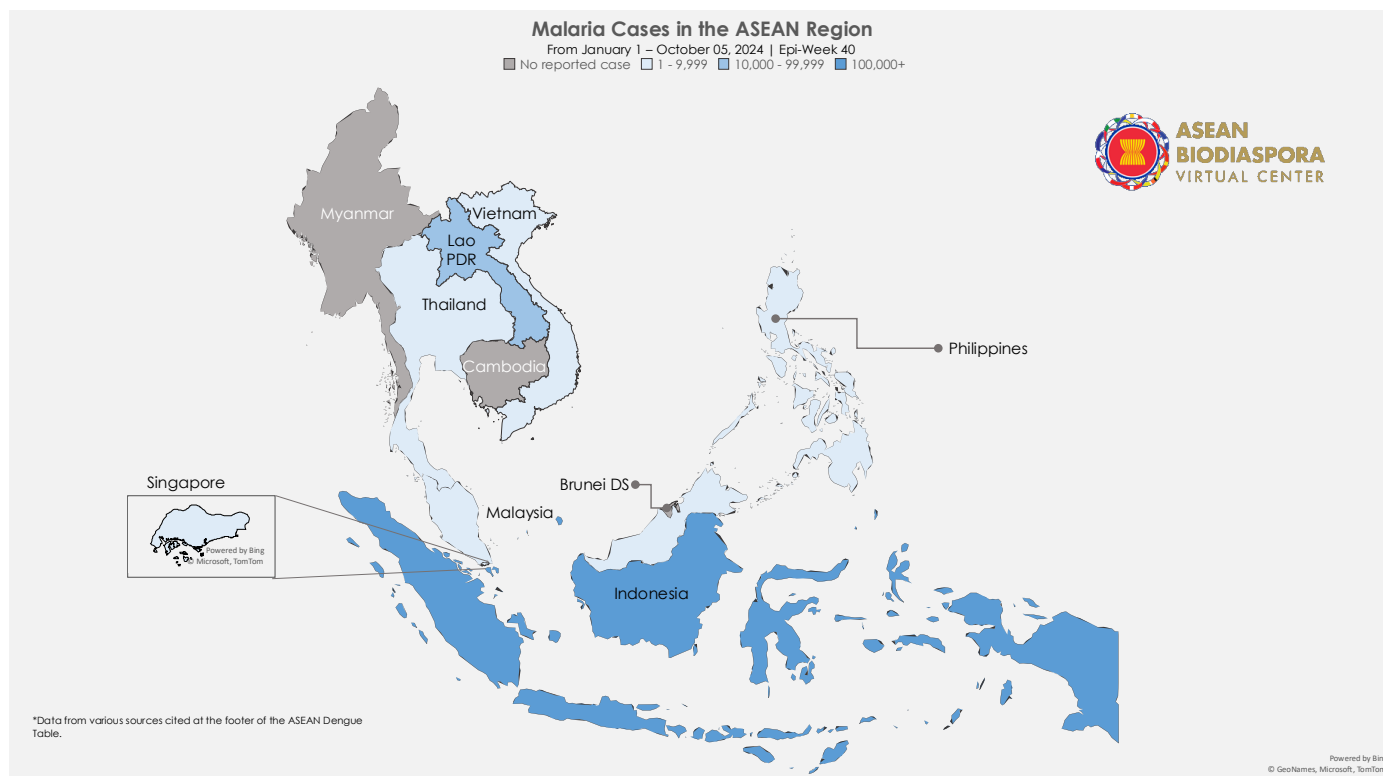 Malaria Cases in the ASEAN Region
From January 1 – October 05, 2024 | Epi-Week 40
No reported case 1 - 9,999 10,000 - 99,999 100,000+
ASEAN
BIODIASPORA
VIRTUAL CENTER
Myanmar
Vietnam
Lao
PDR
Thailand
Cambodia
Philippines
Singapore
Brunei DS
Malaysia
Powered by Bing
© Microsoft, TomTom
Indonesia
*Data from various sources cited at the footer of the ASEAN Dengue
Table.
Powered by Bin
© GeoNames, Microsoft, TomTom